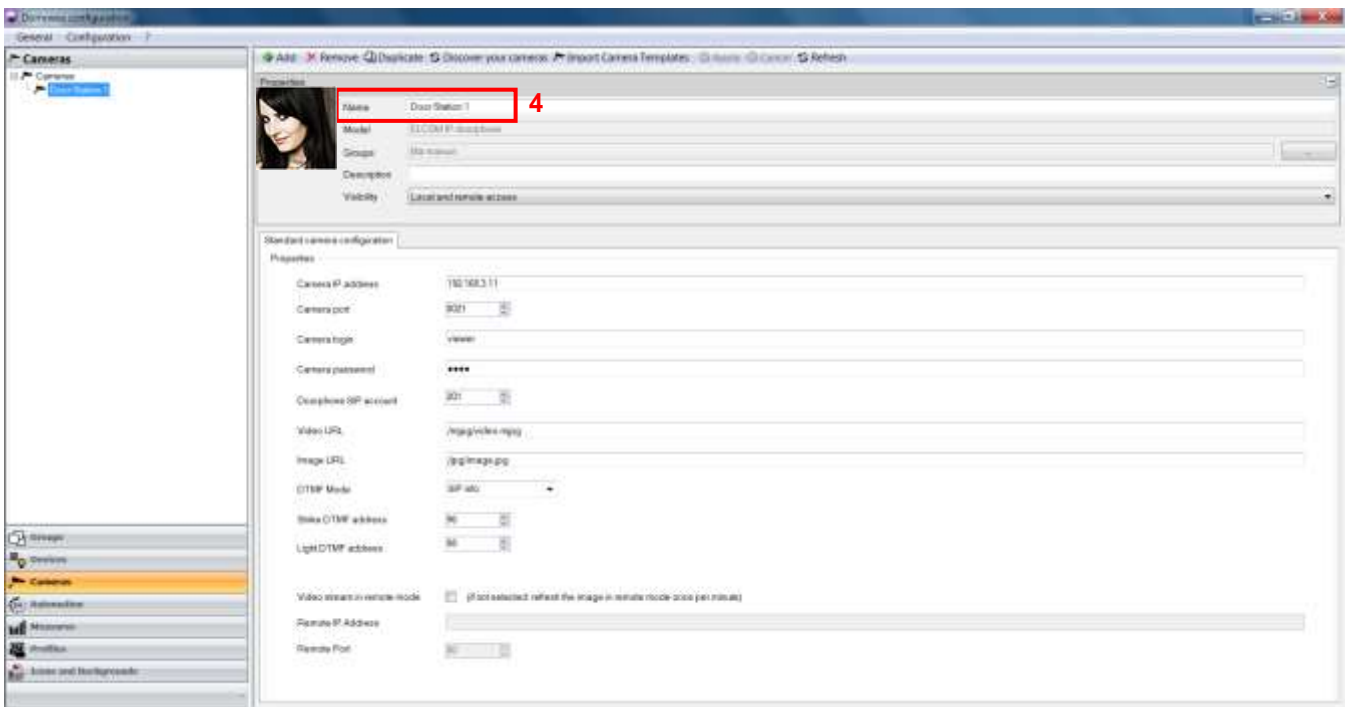 Domovea configuration
General Configuration ?
Cameras
Add Remove Duplicate Discover your cameras Import Camera Templates Apply Cancel Refresh
Cameras
Door Station 1
Properties
Name Door Station 1
4
Model ELCOM IP doorphone
Groups
Description
Visibility Local and remote access
Standard camera configuration
Properties
Camera IP address 192.168.3.11
Camera port
Camera login viewer
Camera password ••••
Doorphone SIP account
Video URL /mjpg/video.mjpg
Image URL /jpg/image.jpg
DTMF Mode SIP info
Strike DTMF address
Light DTMF address
Video stream in remote mode (if not selected: refresh the image in remote mode once per minute)
Remote IP Address
Remote Port
Groups
Devices
Cameras
Automation
Measures
Profiles
Icons and Backgrounds